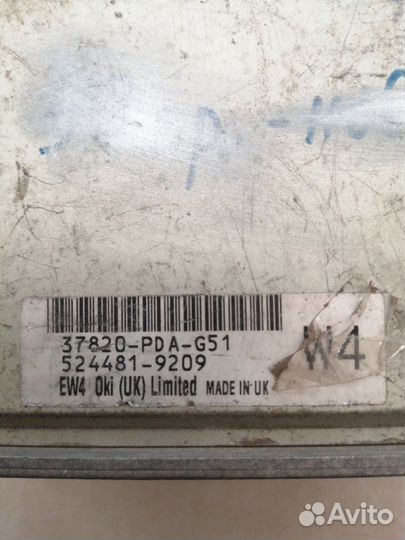 37820-PDA-G51
524481-9209
W4
EW4 Oki (UK) Limited MADE IN UK
Avito